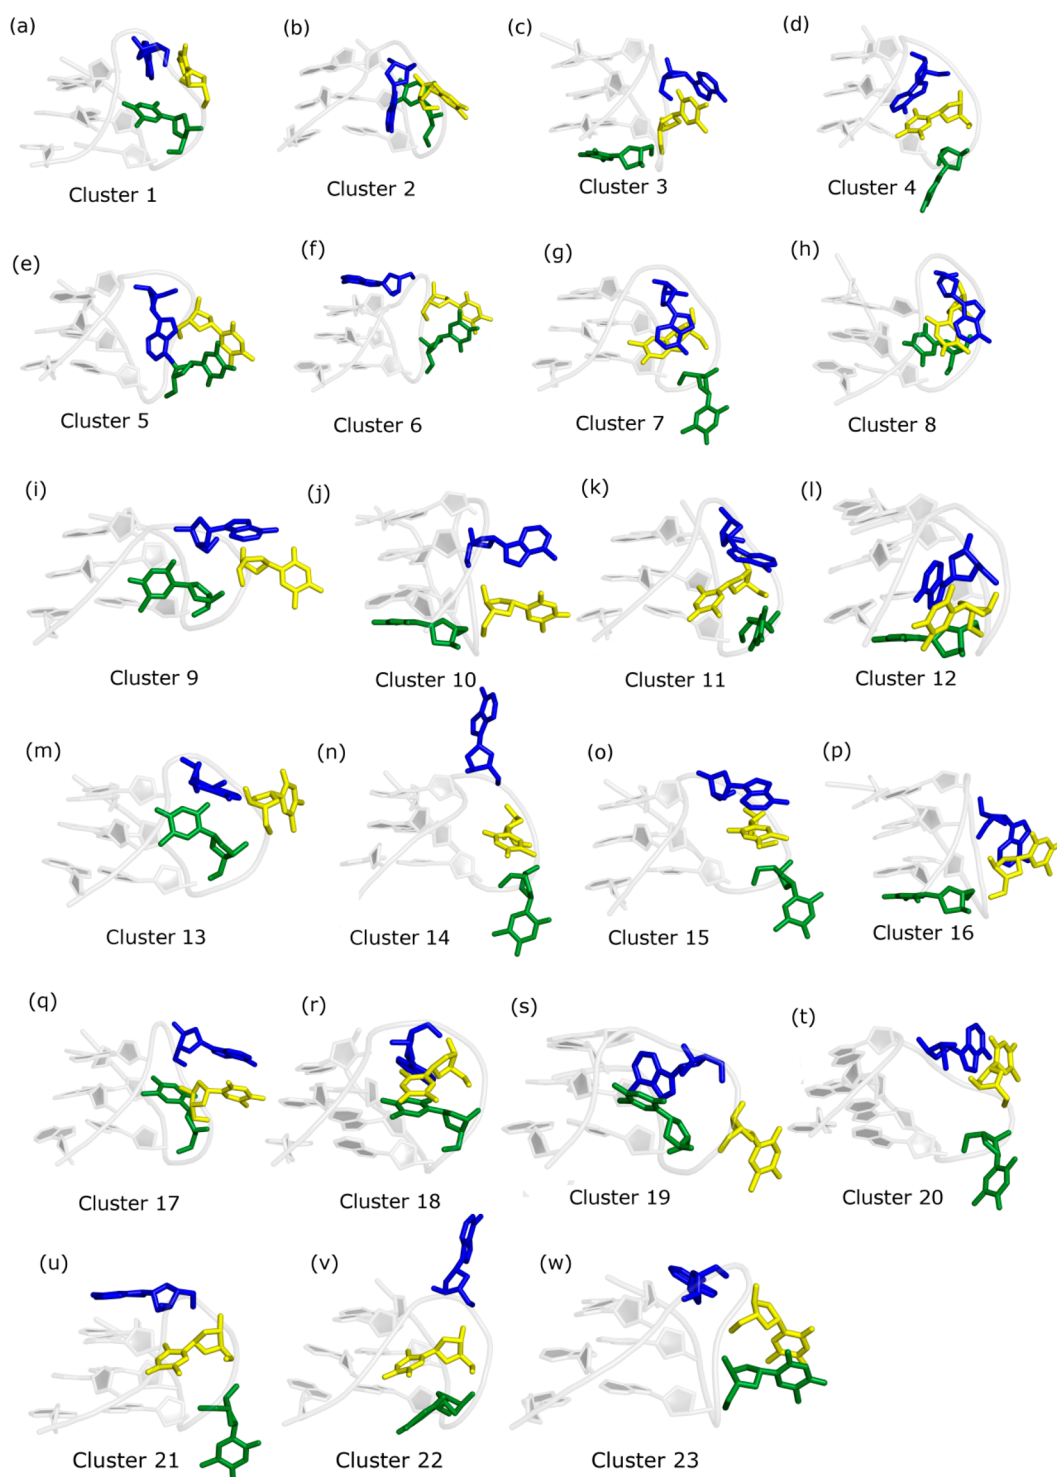 (a) (b) (c) (d)
Cluster 1 Cluster 2 Cluster 3 Cluster 4
(e) (f) (g) (h)
Cluster 5 Cluster 6 Cluster 7 Cluster 8
(i) (j) (k) (l)
Cluster 9 Cluster 10 Cluster 11 Cluster 12
(m) (n) (o) (p)
Cluster 13 Cluster 14 Cluster 15 Cluster 16
(q) (r) (s) (t)
Cluster 17 Cluster 18 Cluster 19 Cluster 20
(u) (v) (w)
Cluster 21 Cluster 22 Cluster 23